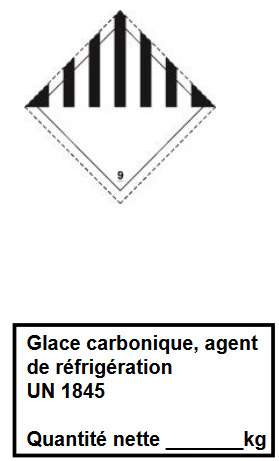 9
Glace carbonique, agent
de réfrigération
UN 1845
Quantité nette _______kg